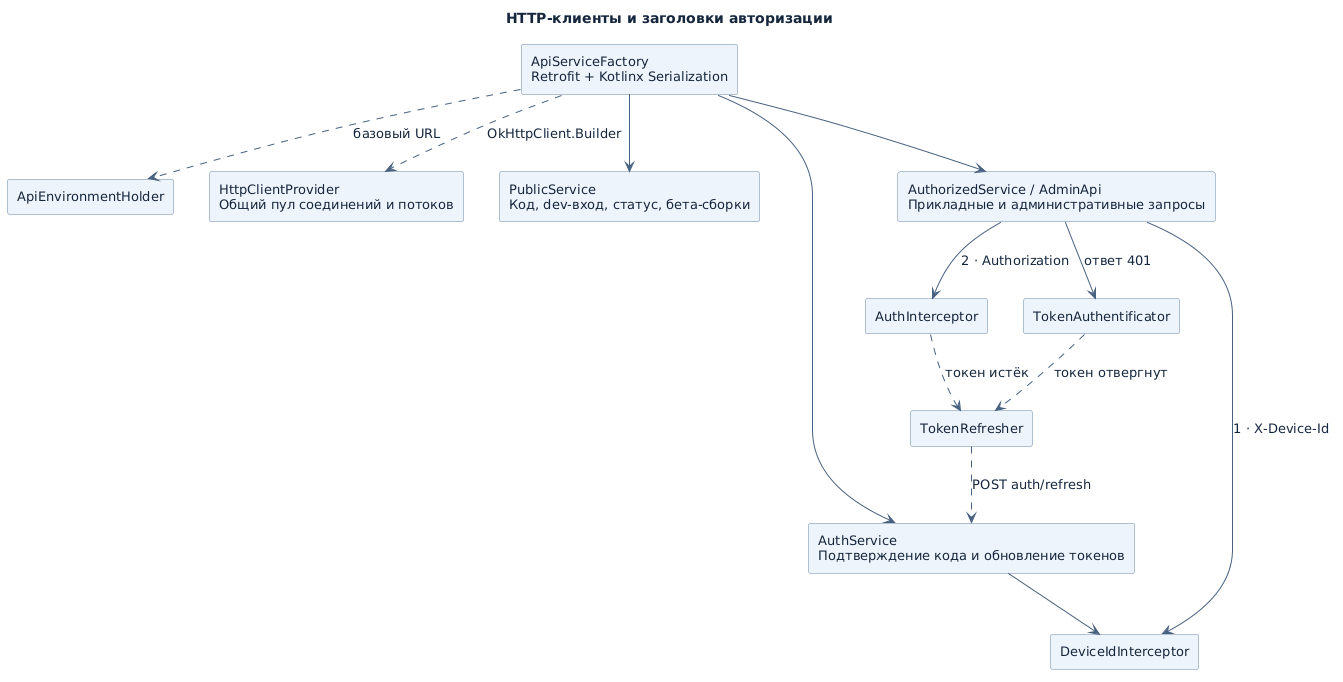 HTTP-клиенты и заголовки авторизации
ApiServiceFactory
Retrofit + Kotlinx Serialization
базовый URL
OkHttpClient.Builder
ApiEnvironmentHolder
HttpClientProvider
Общий пул соединений и потоков
PublicService
Код, dev-вход, статус, бета-сборки
AuthorizedService / AdminApi
Прикладные и административные запросы
2 · Authorization
ответ 401
AuthInterceptor
TokenAuthentificator
токен истёк
токен отвергнут
TokenRefresher
1 · X-Device-Id
POST auth/refresh
AuthService
Подтверждение кода и обновление токенов
DeviceIdInterceptor